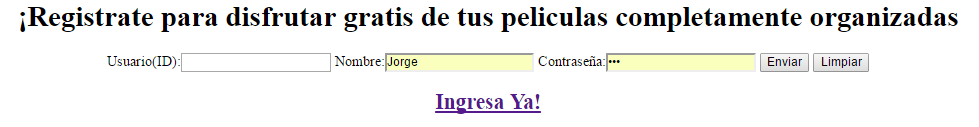 ¡Registrate para disfrutar gratis de tus peliculas completamente organizadas
Usuario(ID): Nombre: Jorge Contraseña: ••• Enviar Limpiar
Ingresa Ya!